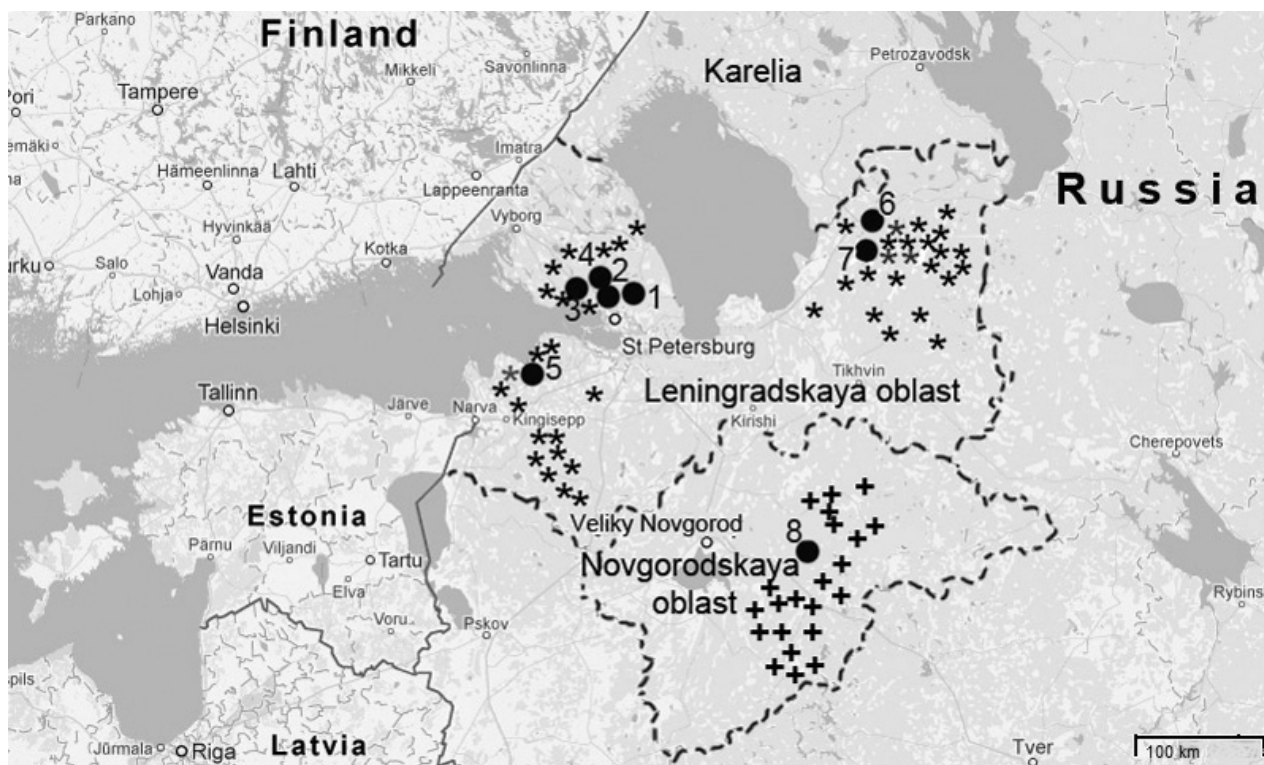 Parkano
Finland
Savonlinna
Mikkeli
Karelia
Petrozavodsk
Pori
Tampere
Imatra
Hämeenlinna
Lahti
Lappeenranta
Russia
6
Hyvinkää
Vyborg
4
2
7
Kotka
Salo
Vanda
Lohja
3
1
Helsinki
St Petersburg
5
Tikhvin
Tallinn
Järve
Narva
Kingisepp
Leningradskaya oblast
Kirishi
Cherepovets
Estonia
Veliky Novgorod
8
Pärnu
Viljandi
Tartu
Novgorodskaya
oblast
Elva
Voru
Pskov
Rybins
Jūrmala
Riga
Latvia
Tver
100 km